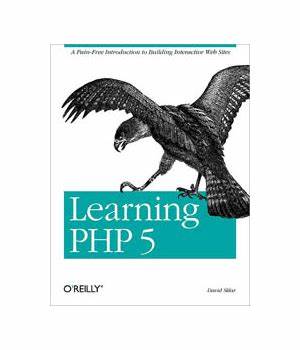 A Pain-Free Introduction to Building Interactive Web Sites
Learning
PHP 5
O'REILLY®
David Sklar